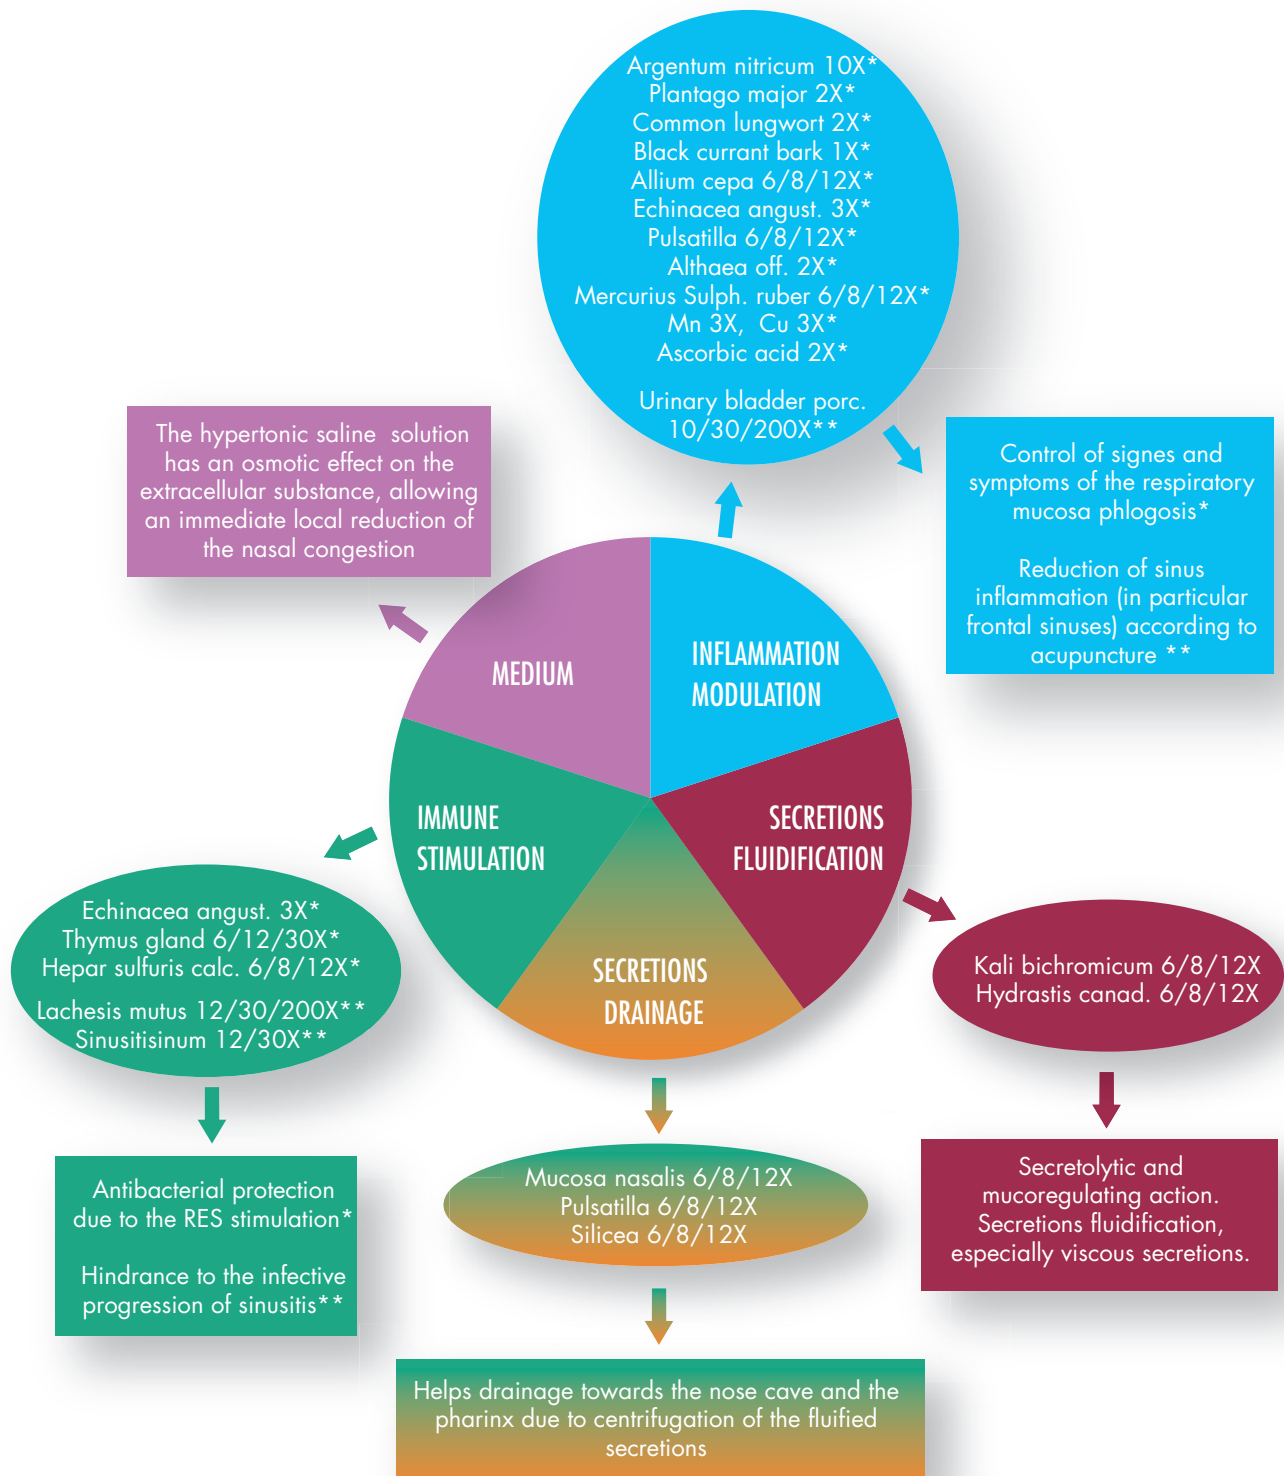 Argentum nitricum 10X*
Plantago major 2X*
Common lungwort 2X*
Black currant bark 1X*
Allium cepa 6/8/12X*
Echinacea angust. 3X*
Pulsatilla 6/8/12X*
Althaea off. 2X*
Mercurius Sulph. ruber 6/8/12X*
Mn 3X, Cu 3X*
Ascorbic acid 2X*
Urinary bladder porc.
10/30/200X**
The hypertonic saline solution
has an osmotic effect on the
extracellular substance, allowing
an immediate local reduction of
the nasal congestion
Control of signes and
symptoms of the respiratory
mucosa phlogosis*
Reduction of sinus
inflammation (in particular
frontal sinuses) according to
acupuncture **
MEDIUM
INFLAMMATION
MODULATION
IMMUNE
STIMULATION
SECRETIONS
FLUIDIFICATION
SECRETIONS
DRAINAGE
Echinacea angust. 3X*
Thymus gland 6/12/30X*
Hepar sulfuris calc. 6/8/12X*
Lachesis mutus 12/30/200X**
Sinusitisinum 12/30X**
Kali bichromicum 6/8/12X
Hydrastis canad. 6/8/12X
Mucosa nasalis 6/8/12X
Pulsatilla 6/8/12X
Silicea 6/8/12X
Antibacterial protection
due to the RES stimulation*
Hindrance to the infective
progression of sinusitis**
Secretolytic and
mucoregulating action.
Secretions fluidification,
especially viscous secretions.
Helps drainage towards the nose cave and the
pharinx due to centrifugation of the fluified
secretions